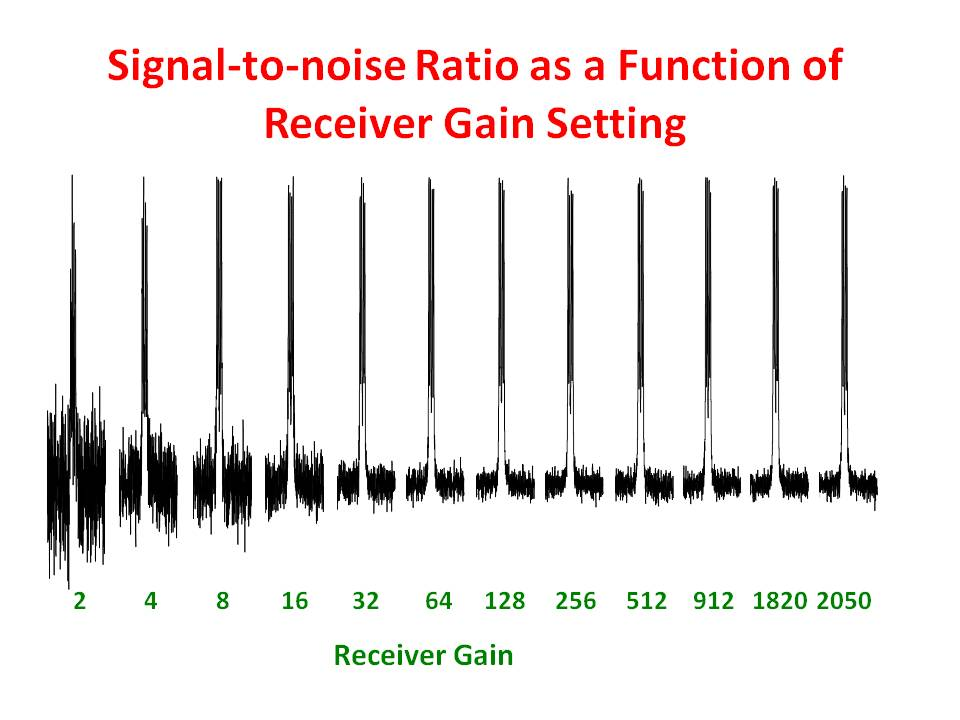 Signal-to-noise Ratio as a Function of
Receiver Gain Setting
2 4 8 16 32 64 128 256 512 912 1820 2050
Receiver Gain